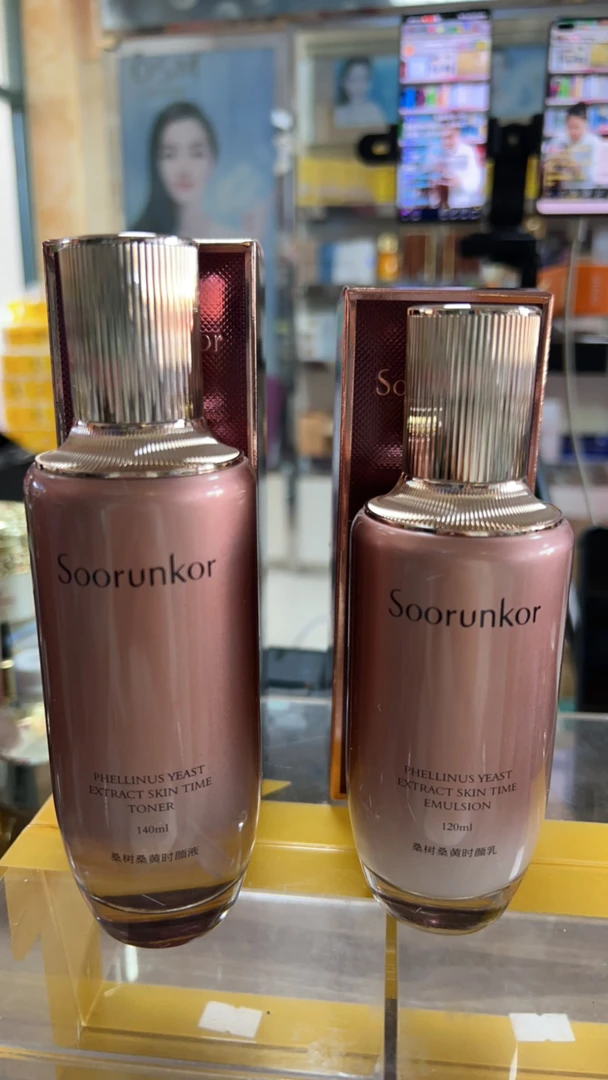 Soorunkor
PHELLINUS YEAST
EXTRACT SKIN TIME
TONER
140ml
桑树桑黄时颜液
So
Soorunkor
PHELLINUS YEAST
EXTRACT SKIN TIME
EMULSION
120ml
桑树桑黄时颜乳